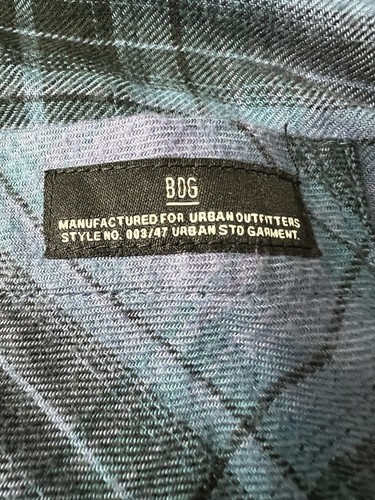 BDG
MANUFACTURED FOR URBAN OUTFITTERS
STYLE NO. 003/47 URBAN STD GARMENT.